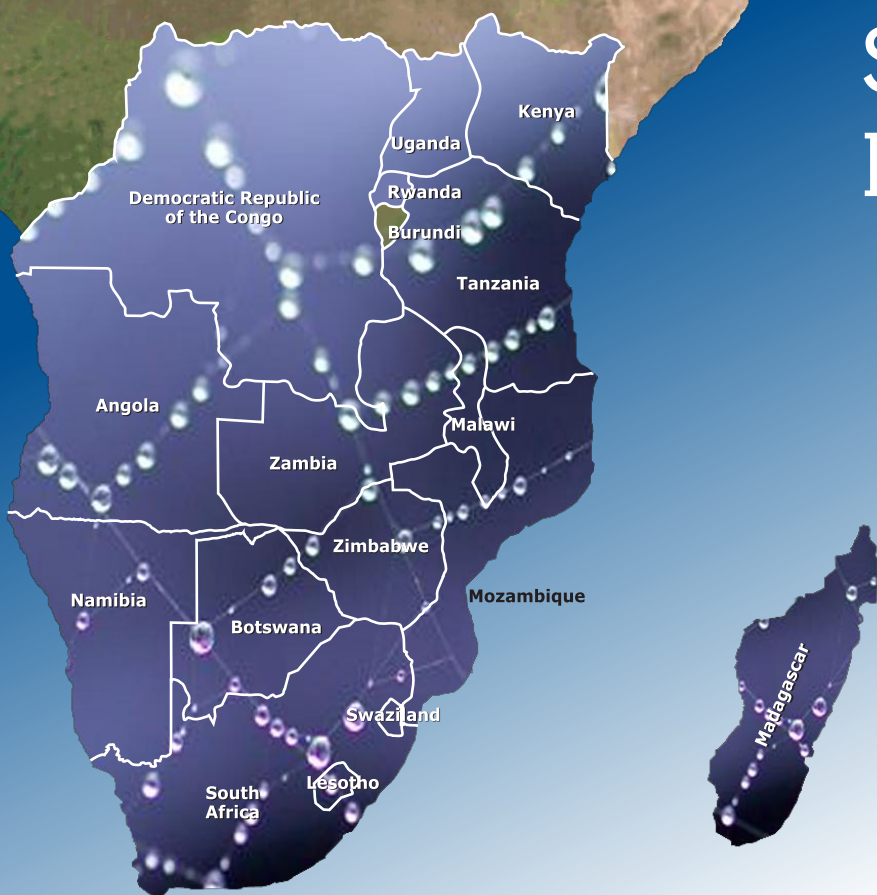 Kenya
Uganda
Rwanda
Democratic Republic
of the Congo
Burundi
Tanzania
Angola
Malawi
Zambia
Zimbabwe
Mozambique
Namibia
Botswana
Madagascar
Swaziland
Lesotho
South
Africa